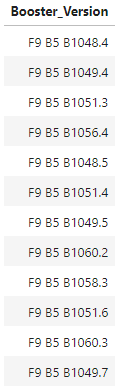 Booster_Version
F9 B5 B1048.4
F9 B5 B1049.4
F9 B5 B1051.3
F9 B5 B1056.4
F9 B5 B1048.5
F9 B5 B1051.4
F9 B5 B1049.5
F9 B5 B1060.2
F9 B5 B1058.3
F9 B5 B1051.6
F9 B5 B1060.3
F9 B5 B1049.7